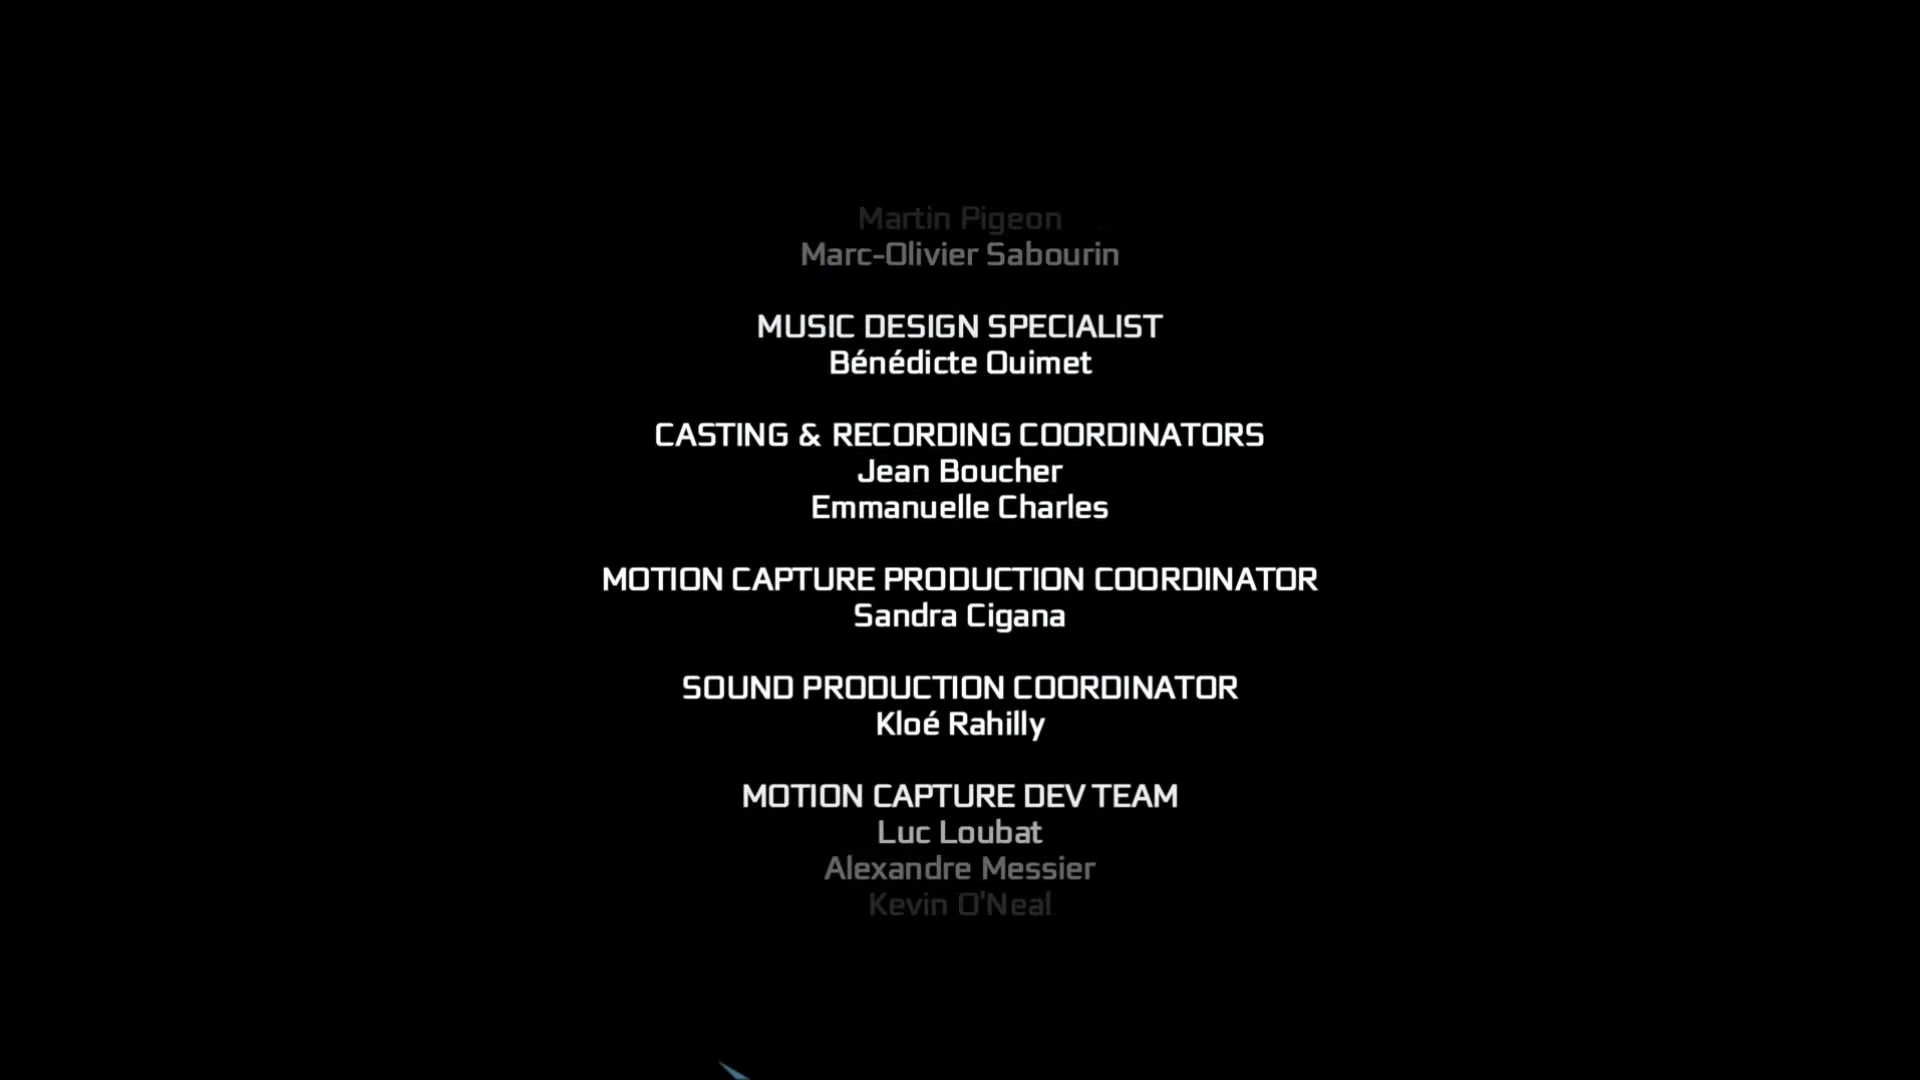 Martin Pigeon
Marc-Olivier Sabourin
MUSIC DESIGN SPECIALIST
Bénédicte Ouimet
CASTING & RECORDING COORDINATORS
Jean Boucher
Emmanuelle Charles
MOTION CAPTURE PRODUCTION COORDINATOR
Sandra Cigana
SOUND PRODUCTION COORDINATOR
Kloé Rahilly
MOTION CAPTURE DEV TEAM
Luc Loubat
Alexandre Messier
Kevin O'Neal